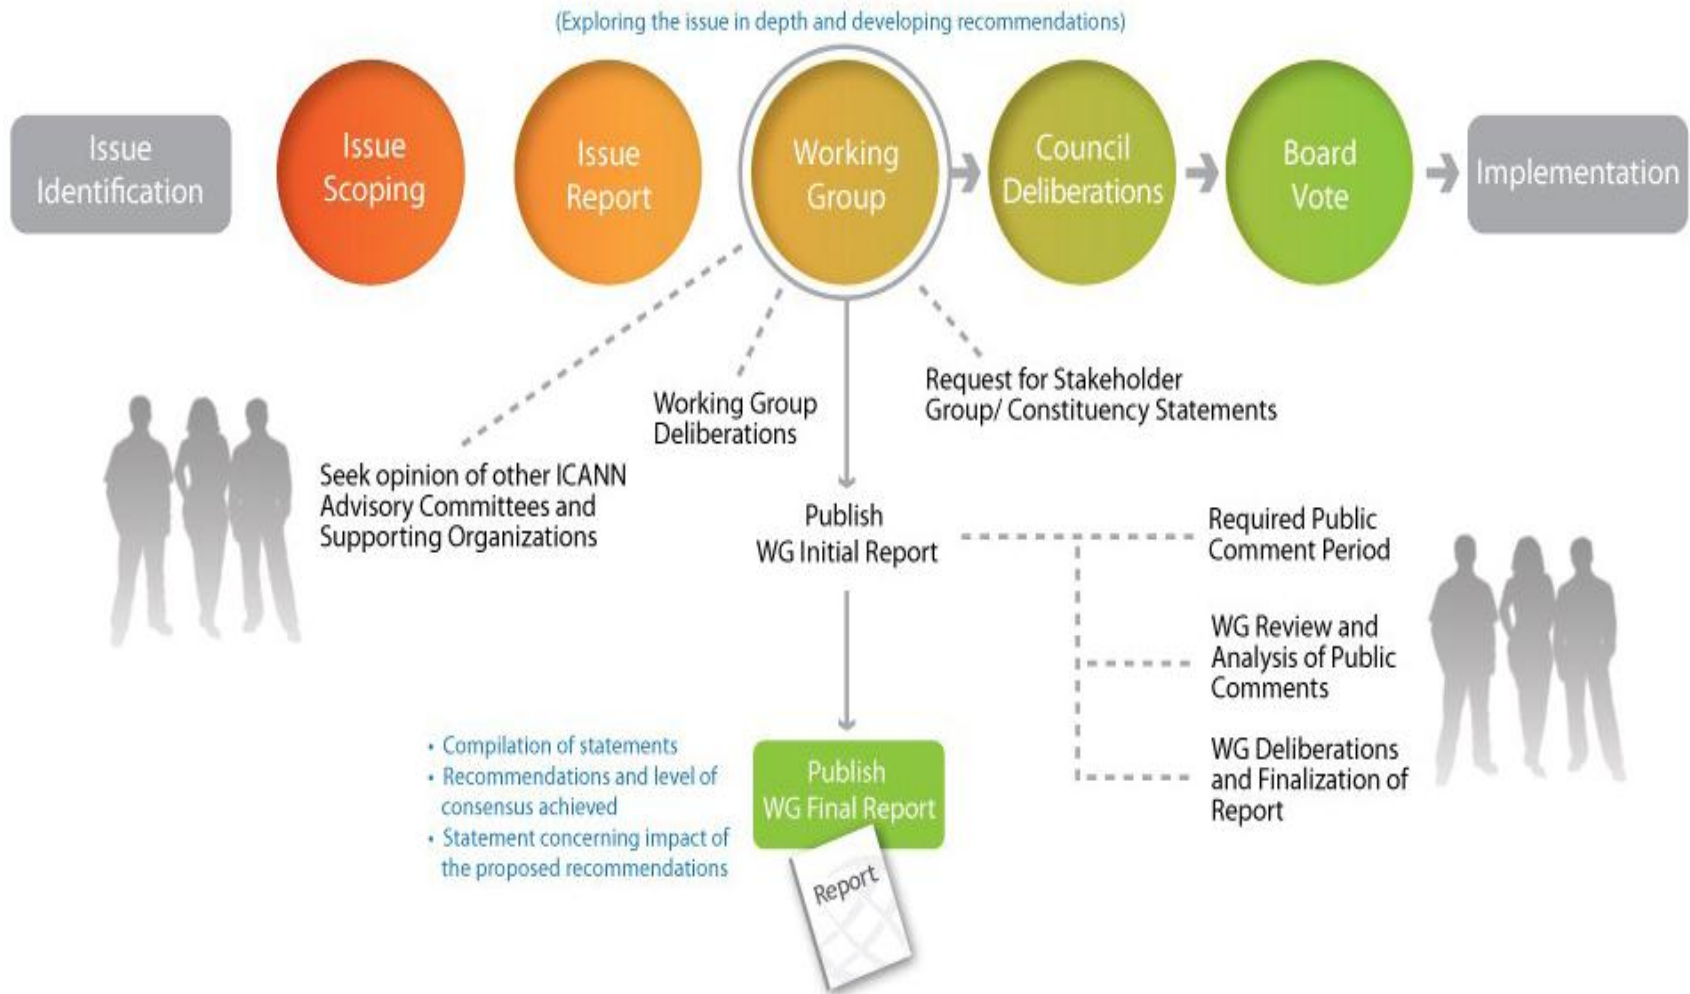 (Exploring the issue in depth and developing recommendations)
Issue
Identification
Issue
Scoping
Issue
Report
Working
Group
Council
Deliberations
Board
Vote
Implementation
Seek opinion of other ICANN
Advisory Committees and
Supporting Organizations
Working Group
Deliberations
Request for Stakeholder
Group/ Constituency Statements
Publish
WG Initial Report
Required Public
Comment Period
WG Review and
Analysis of Public
Comments
WG Deliberations
and Finalization of
Report
• Compilation of statements
• Recommendations and level of
consensus achieved
• Statement concerning impact of
the proposed recommendations
Publish
WG Final Report
Report